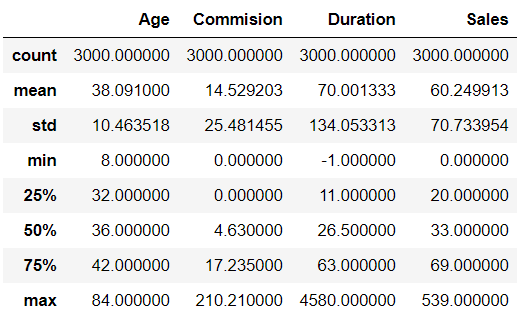 Age Commision Duration Sales
count 3000.000000 3000.000000 3000.000000 3000.000000
mean 38.091000 14.529203 70.001333 60.249913
std 10.463518 25.481455 134.053313 70.733954
min 8.000000 0.000000 -1.000000 0.000000
25% 32.000000 0.000000 11.000000 20.000000
50% 36.000000 4.630000 26.500000 33.000000
75% 42.000000 17.235000 63.000000 69.000000
max 84.000000 210.210000 4580.000000 539.000000